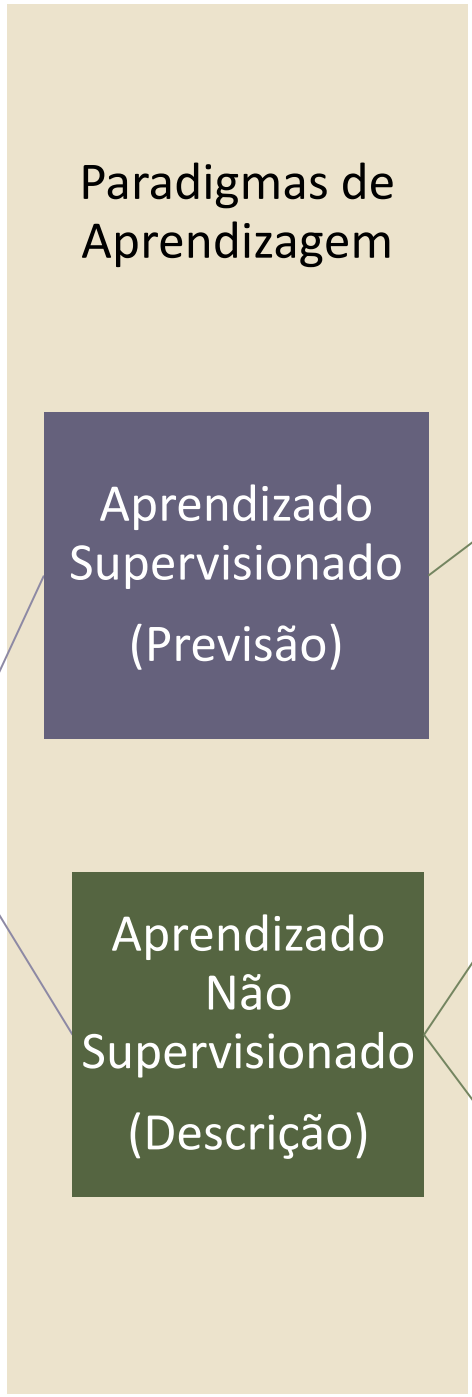 Paradigmas de
Aprendizagem
Aprendizado
Supervisionado
(Previsão)
Aprendizado
Não
Supervisionado
(Descrição)